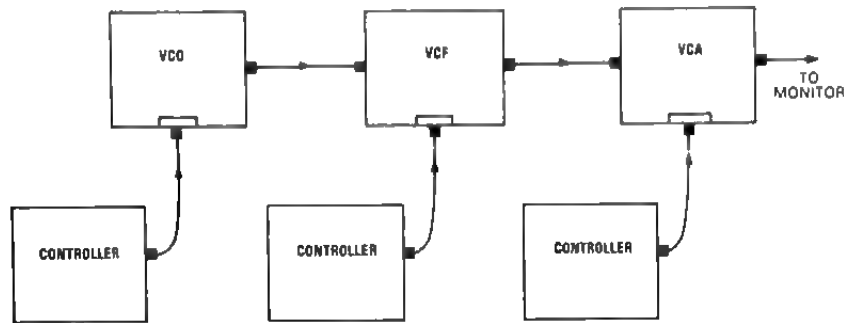 VCO
VCF
VCA
TO
MONITOR
CONTROLLER
CONTROLLER
CONTROLLER